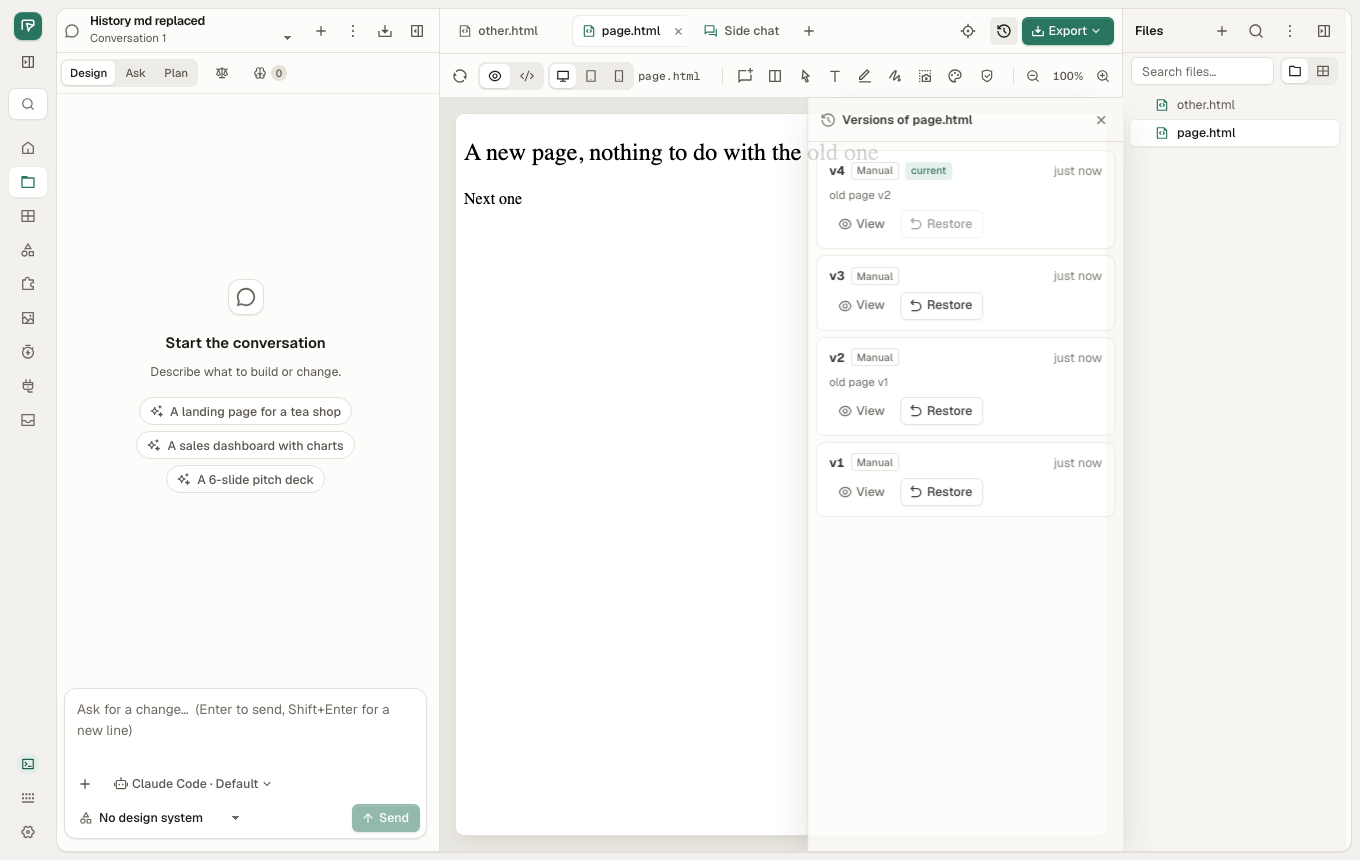 History md replaced
Conversation 1
Design
Ask
Plan
0
Start the conversation
Describe what to build or change.
A landing page for a tea shop
A sales dashboard with charts
A 6-slide pitch deck
Ask for a change… (Enter to send, Shift+Enter for a
new line)
Claude Code · Default
No design system
Send
other.html
page.html
Side chat
Export
page.html
100%
A new page, nothing to do with the old one
Next one
Versions of page.html
v4 Manual current just now
old page v2
View Restore
v3 Manual just now
View Restore
v2 Manual just now
old page v1
View Restore
v1 Manual just now
View Restore
Files
Search files…
other.html
page.html